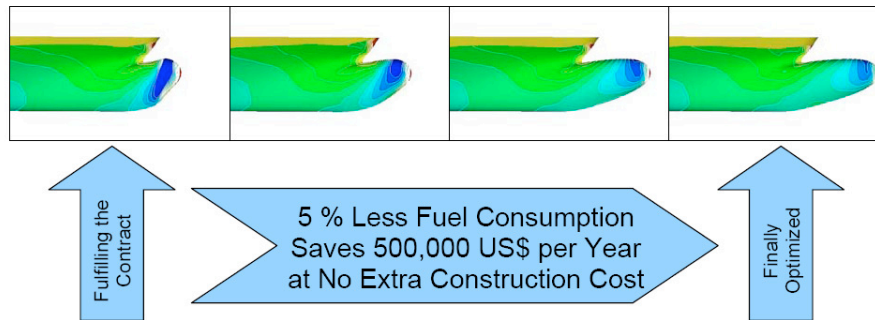 Fulfilling the
Contract
5 % Less Fuel Consumption
Saves 500,000 US$ per Year
at No Extra Construction Cost
Finally
Optimized